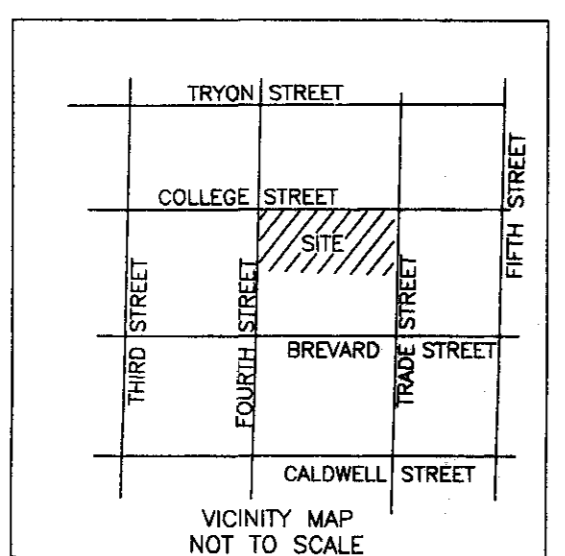 TRYON STREET
COLLEGE STREET
SITE
FIFTH STREET
THIRD STREET
FOURTH STREET
TRADE STREET
BREVARD STREET
CALDWELL STREET
VICINITY MAP
NOT TO SCALE